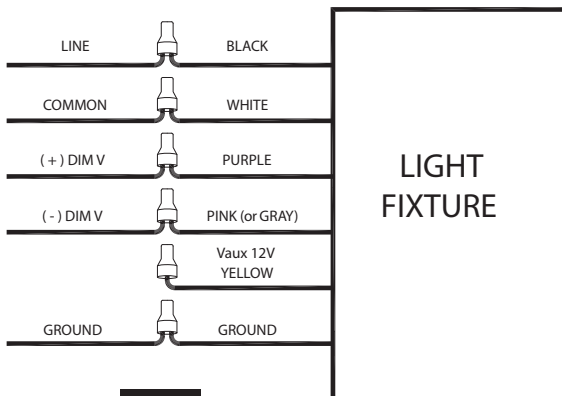 LINE BLACK
COMMON WHITE
( + ) DIM V PURPLE
( - ) DIM V PINK (or GRAY)
Vaux 12V
YELLOW
GROUND GROUND
LIGHT
FIXTURE